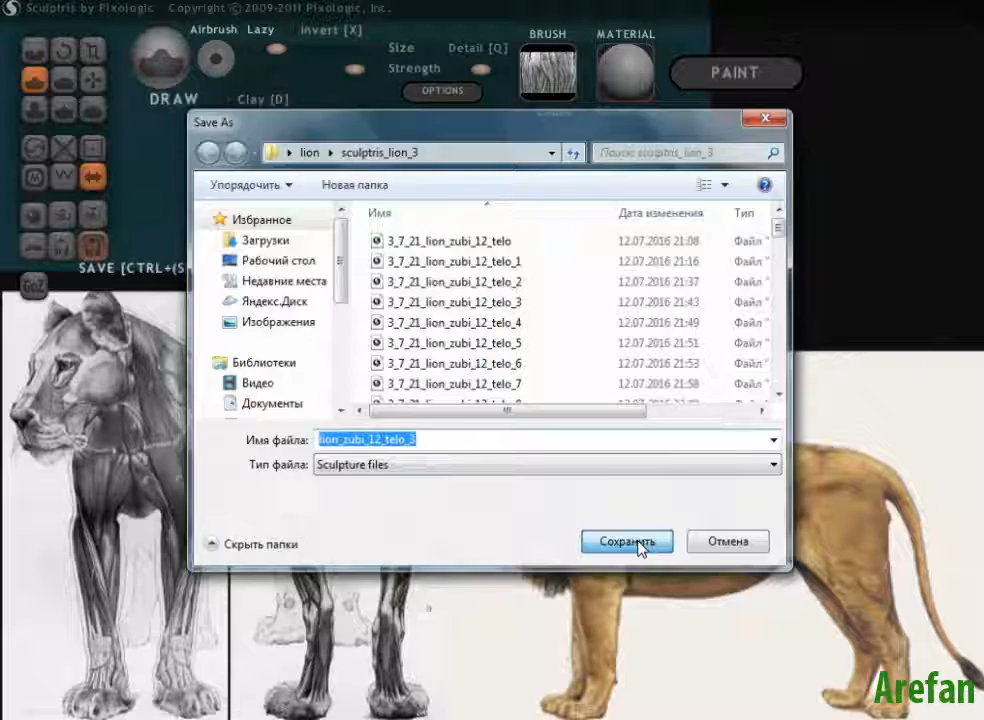 Sculptris by Pixologic Copyright © 2009-2011 Pixologic, Inc.
Airbrush Lazy Invert [X]
Size Detail [Q]
Strength
OPTIONS
DRAW Clay [D]
BRUSH MATERIAL
PAINT
Save As
lion sculptris_lion_3 Поиск: sculptris_lion_3
Упорядочить Новая папка
Имя Дата изменения Тип
Избранное
Загрузки
Рабочий стол
Недавние места
Яндекс.Диск
Изображения
Библиотеки
Видео
Документы
3_7_21_lion_zubi_12_telo 12.07.2016 21:08 Файл "
3_7_21_lion_zubi_12_telo_1 12.07.2016 21:16 Файл "
3_7_21_lion_zubi_12_telo_2 12.07.2016 21:37 Файл "
3_7_21_lion_zubi_12_telo_3 12.07.2016 21:43 Файл "
3_7_21_lion_zubi_12_telo_4 12.07.2016 21:49 Файл "
3_7_21_lion_zubi_12_telo_5 12.07.2016 21:51 Файл "
3_7_21_lion_zubi_12_telo_6 12.07.2016 21:53 Файл "
3_7_21_lion_zubi_12_telo_7 12.07.2016 21:58 Файл "
SAVE [CTRL+(S
GoZ
Имя файла: lion_zubi_12_telo_3
Тип файла: Sculpture files
Скрыть папки Сохранить Отмена
Arefan